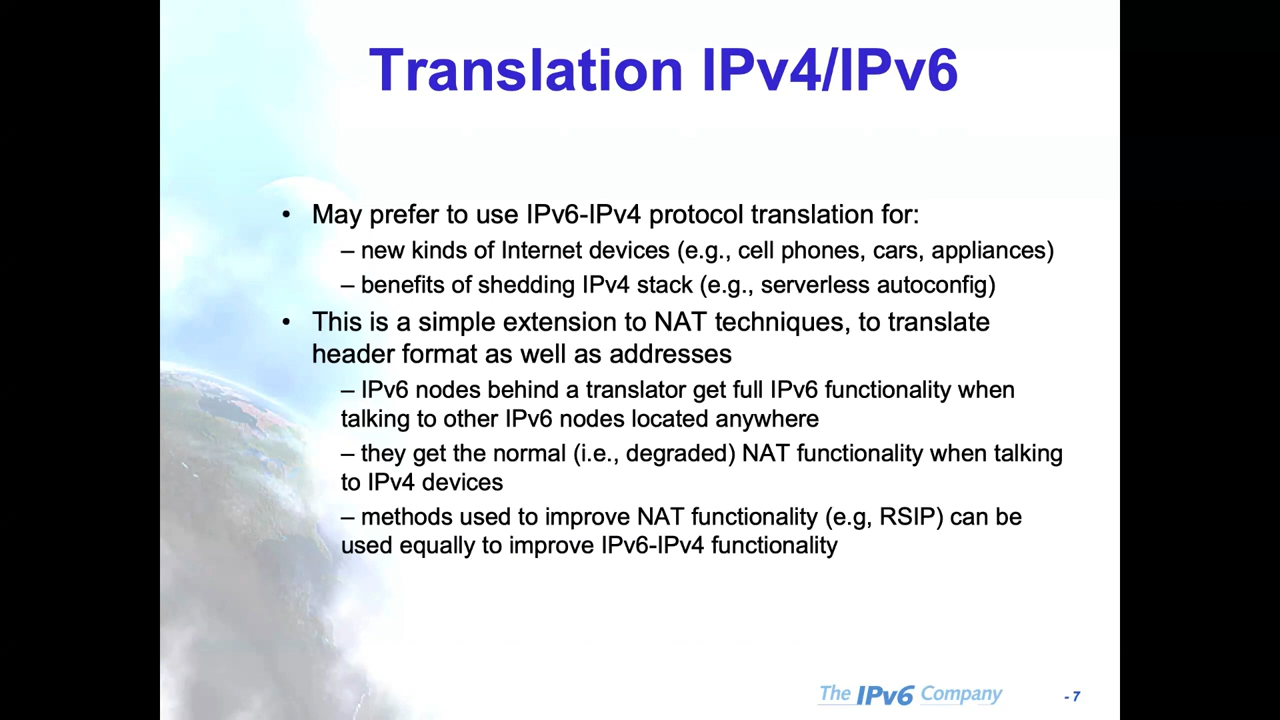 Translation IPv4/IPv6
• May prefer to use IPv6-IPv4 protocol translation for:
– new kinds of Internet devices (e.g., cell phones, cars, appliances)
– benefits of shedding IPv4 stack (e.g., serverless autoconfig)
• This is a simple extension to NAT techniques, to translate
header format as well as addresses
– IPv6 nodes behind a translator get full IPv6 functionality when
talking to other IPv6 nodes located anywhere
– they get the normal (i.e., degraded) NAT functionality when talking
to IPv4 devices
– methods used to improve NAT functionality (e.g, RSIP) can be
used equally to improve IPv6-IPv4 functionality
The IPv6 Company
- 7